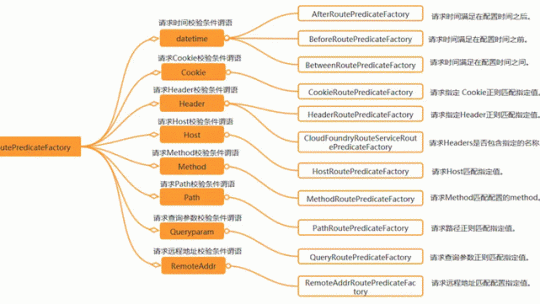 请求时间校验条件谓语
datetime
AfterRoutePredicateFactory
请求时间满足在配置时间之后。
BeforeRoutePredicateFactory
请求时间满足在配置时间之前。
BetweenRoutePredicateFactory
请求时间满足在配置时间之间。
请求Cookie校验条件谓语
Cookie
CookieRoutePredicateFactory
请求指定 Cookie正则匹配指定值。
请求Header校验条件谓语
Header
HeaderRoutePredicateFactory
请求指定Header正则匹配指定值。
CloudFoundryRouteServiceRout
ePredicateFactory
请求Headers是否包含指定的名称
请求Host校验条件谓语
Host
HostRoutePredicateFactory
请求Host匹配指定值。
请求Method校验条件谓语
Method
MethodRoutePredicateFactory
请求Method匹配配置的method。
outePredicateFactory
请求Path校验条件谓语
Path
PathRoutePredicateFactory
请求路径正则匹配指定值。
请求查询参数校验条件谓语
Queryparam
QueryRoutePredicateFactory
请求查询参数正则匹配指定值。
请求远程地址校验条件谓语
RemoteAddr
RemoteAddrRoutePredicateFac
tory
请求远程地址匹配配置指定值。